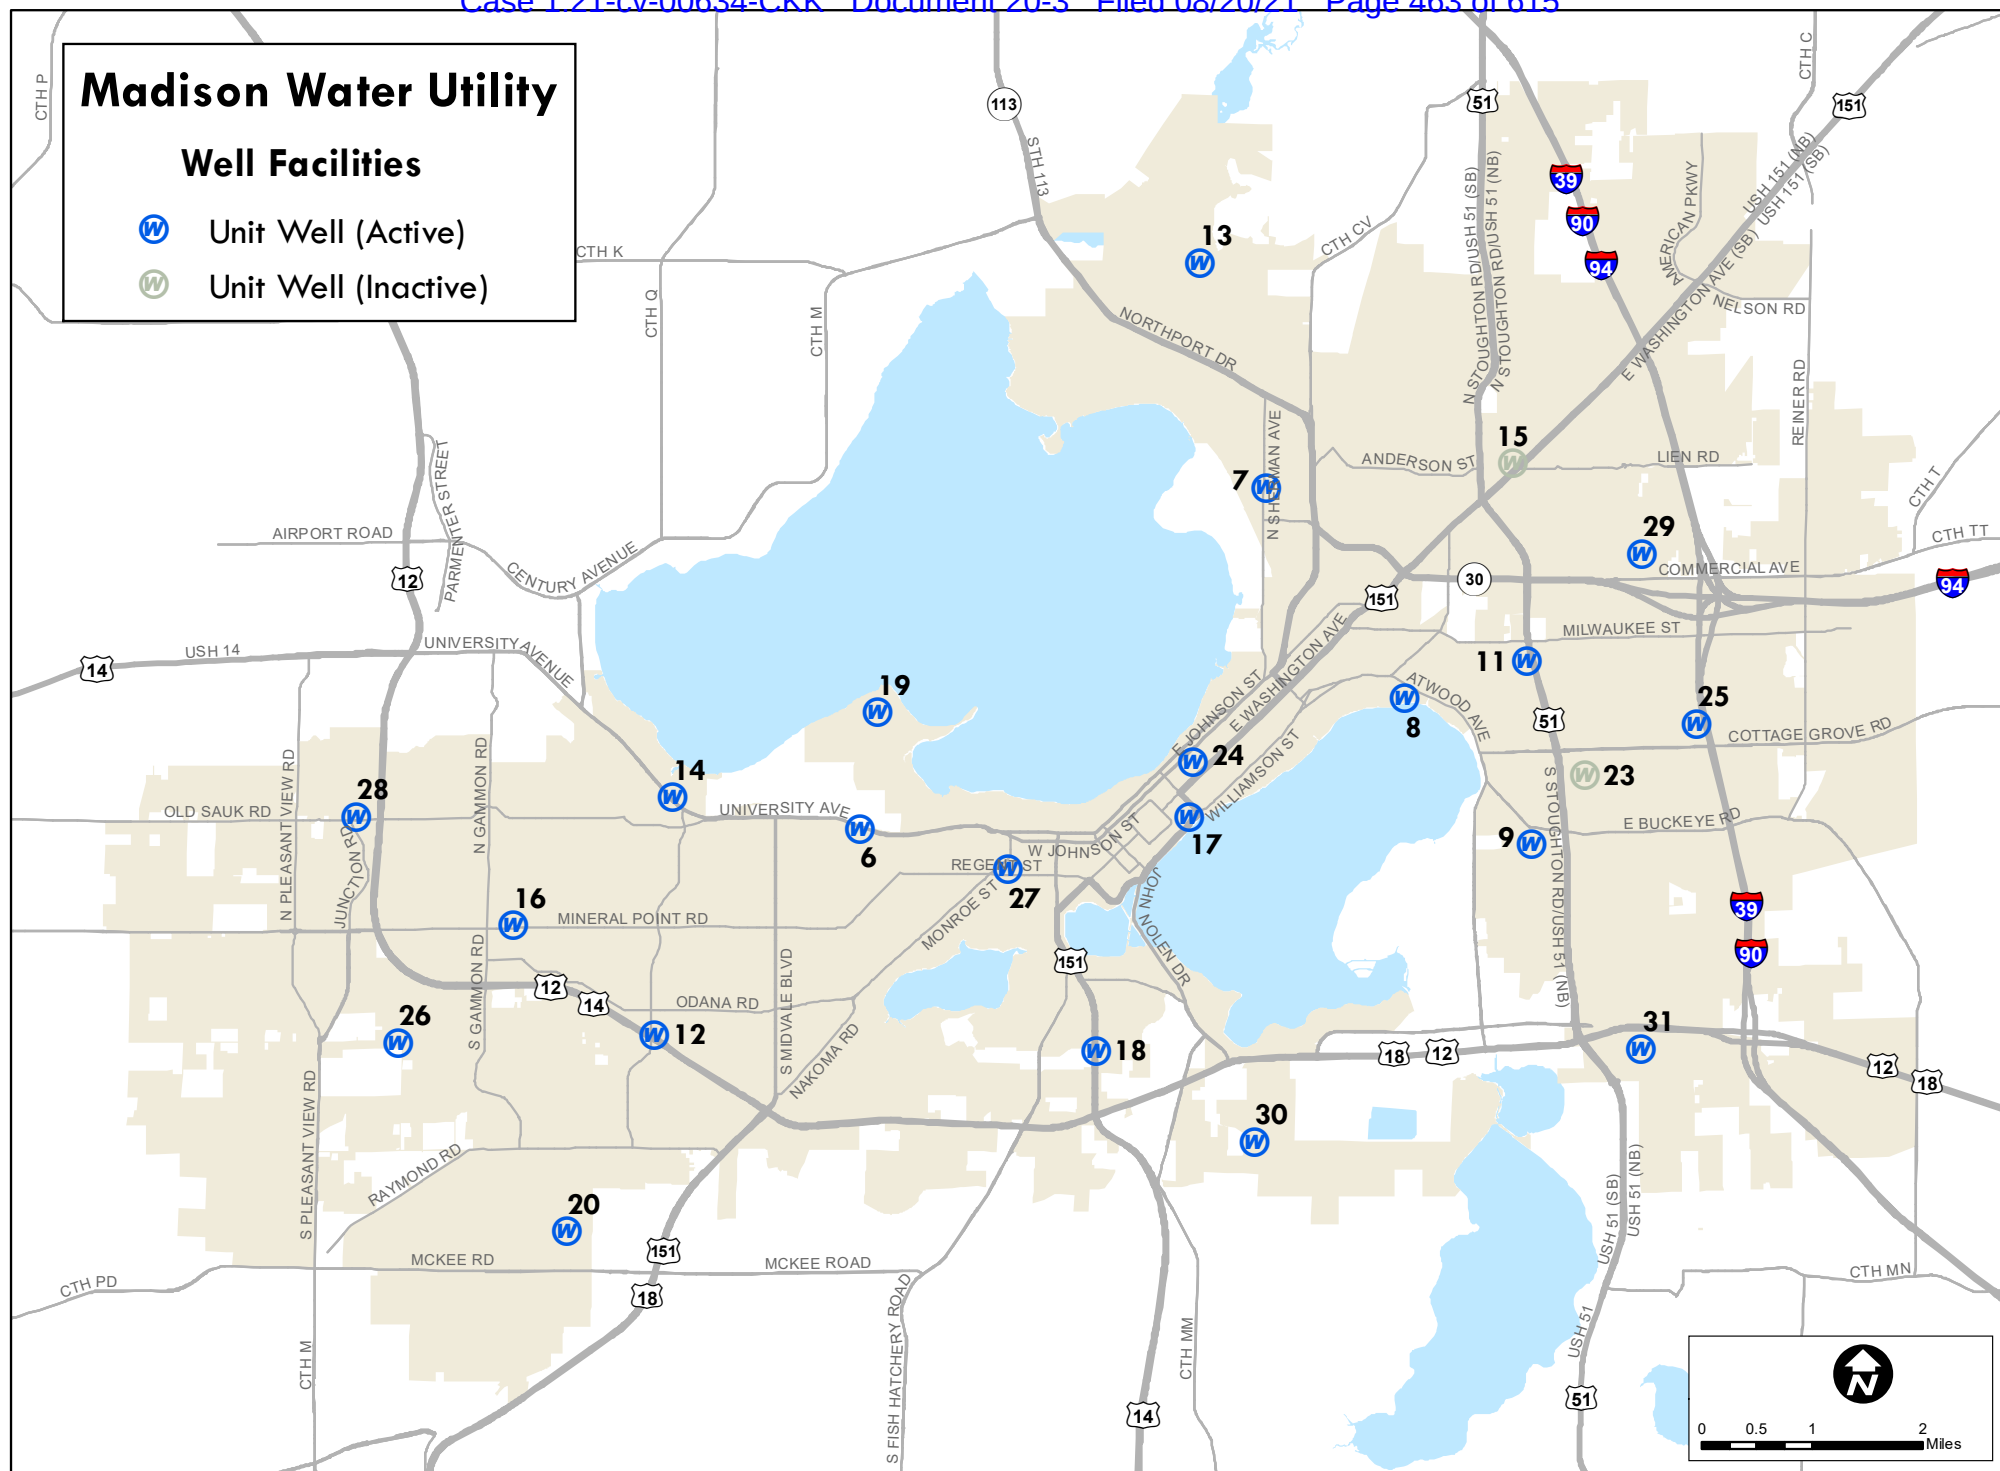 Case 1:21-cv-00634-CKK Document 20-3 Filed 08/20/21 Page 463 of 615
Madison Water Utility
Well Facilities
W Unit Well (Active)
W Unit Well (Inactive)
CTH P
CTH K
CTH Q
CTH M
113
STH 113
NORTHPORT DR
13
W
CTH CV
51
N STOUGHTON RD/USH 51 (SB)
N STOUGHTON RD/USH 51 (NB)
39
90
94
CTH C
151
USH 151 (NB)
USH 151 (SB)
AMERICAN PKWY
E WASHINGTON AVE (SB)
NELSON RD
REINER RD
N SHERMAN AVE
7
W
ANDERSON ST
15
W
LIEN RD
29
W
COMMERCIAL AVE
CTH T
CTH TT
94
30
151
MILWAUKEE ST
AIRPORT ROAD
PARMENTER STREET
CENTURY AVENUE
12
USH 14
14
UNIVERSITY AVENUE
19
W
E JOHNSON ST
E WASHINGTON AVE
WILLIAMSON ST
8
W
ATWOOD AVE
11
W
51
25
W
COTTAGE GROVE RD
23
W
24
W
17
W
14
W
UNIVERSITY AVE
6
W
28
W
OLD SAUK RD
N PLEASANT VIEW RD
JUNCTION RD
N GAMMON RD
W JOHNSON ST
REGENT ST
27
W
MONROE ST
JOHN NOLEN DR
9
W
E BUCKEYE RD
S STOUGHTON RD/USH 51 (NB)
39
90
16
W
MINERAL POINT RD
S GAMMON RD
12
14
ODANA RD
S MIDVALE BLVD
NAKOMA RD
151
26
W
12
W
18
W
18
12
31
W
12
18
30
W
S PLEASANT VIEW RD
RAYMOND RD
20
W
151
18
MCKEE RD
MCKEE ROAD
CTH PD
CTH M
S FISH HATCHERY ROAD
CTH MM
14
USH 51 (SB)
USH 51 (NB)
USH 51
51
CTH MN
N
0 0.5 1 2
Miles